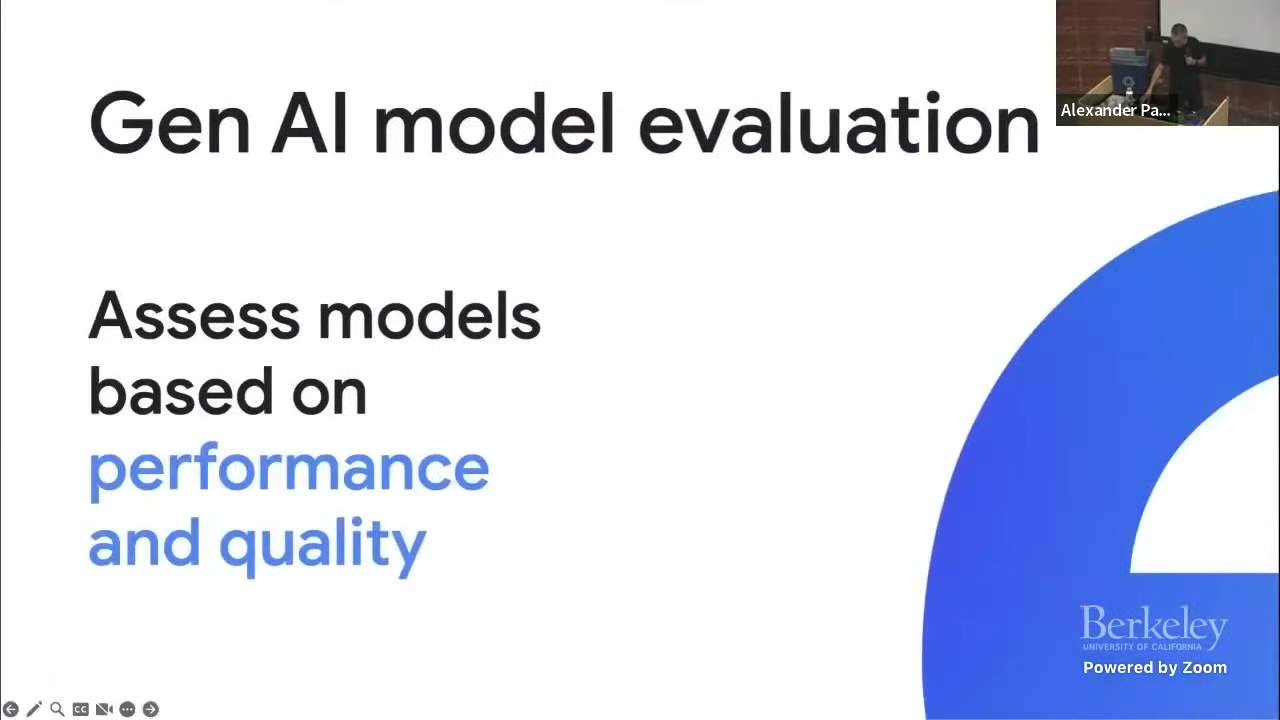 Gen AI model evaluation
Alexander Pa...
Assess models
based on
performance
and quality
Berkeley
UNIVERSITY OF CALIFORNIA
Powered by Zoom
CC